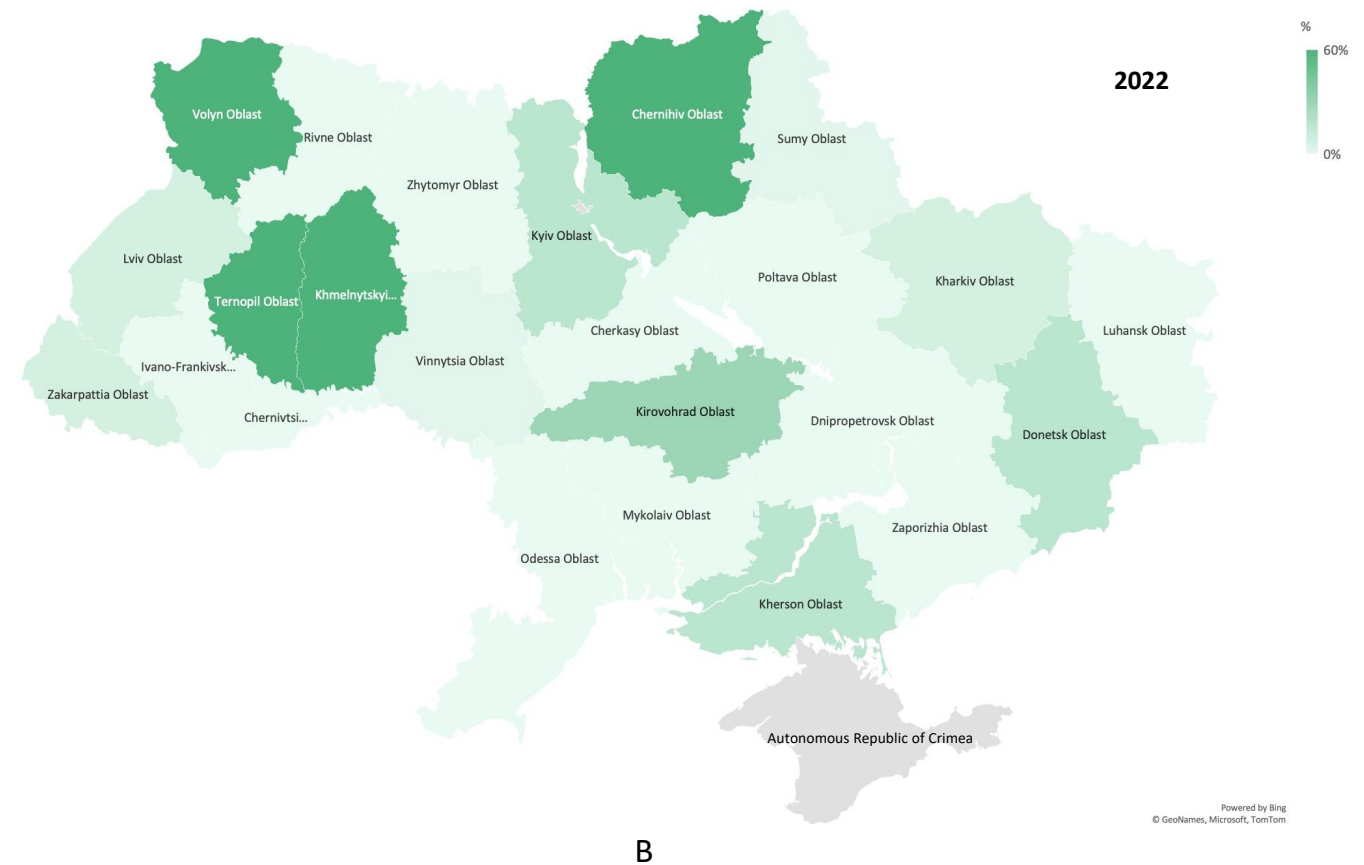 %
60%
0%
2022
Volyn Oblast
Chernihiv Oblast
Rivne Oblast
Sumy Oblast
Zhytomyr Oblast
Kyiv Oblast
Lviv Oblast
Poltava Oblast
Kharkiv Oblast
Ternopil Oblast
Khmelnytskyi...
Luhansk Oblast
Cherkasy Oblast
Vinnytsia Oblast
Ivano-Frankivsk...
Zakarpattia Oblast
Chernivtsi...
Kirovohrad Oblast
Dnipropetrovsk Oblast
Donetsk Oblast
Mykolaiv Oblast
Zaporizhia Oblast
Odessa Oblast
Kherson Oblast
Autonomous Republic of Crimea
Powered by Bing
© GeoNames, Microsoft, TomTom
B